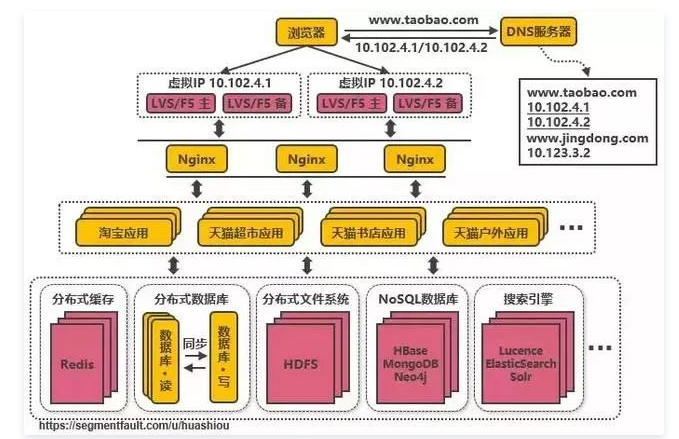 www.taobao.com
浏览器
DNS服务器
10.102.4.1/10.102.4.2
虚拟IP 10.102.4.1
LVS/F5 主
LVS/F5 备
虚拟IP 10.102.4.2
LVS/F5 主
LVS/F5 备
www.taobao.com
10.102.4.1
10.102.4.2
www.jingdong.com
10.123.3.2
Nginx
Nginx
Nginx
淘宝应用
天猫超市应用
天猫书店应用
天猫户外应用
...
分布式缓存
Redis
分布式数据库
数据库·读
同步
数据库·写
分布式文件系统
HDFS
NoSQL数据库
HBase
MongoDB
Neo4j
搜索引擎
Lucence
ElasticSearch
Solr
...
https://segmentfault.com/u/huashiou